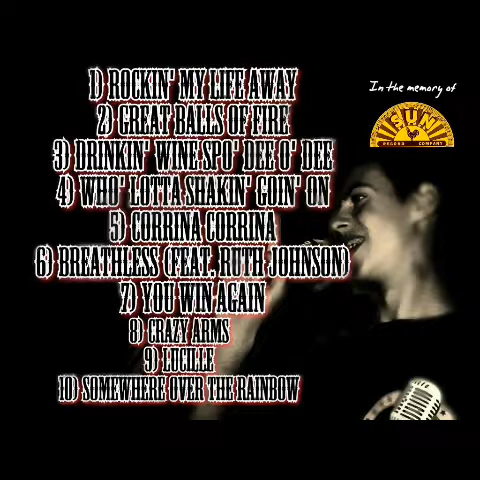 1) ROCKIN' MY LIFE AWAY
2) GREAT BALLS OF FIRE
3) DRINKIN' WINE SPO' DEE O' DEE
4) WHO' LOTTA SHAKIN' GOIN' ON
5) CORRINA CORRINA
6) BREATHLESS (FEAT. RUTH JOHNSON)
7) YOU WIN AGAIN
8) CRAZY ARMS
9) LUCILLE
10) SOMEWHERE OVER THE RAINBOW
In the memory of
SUN
RECORD COMPANY